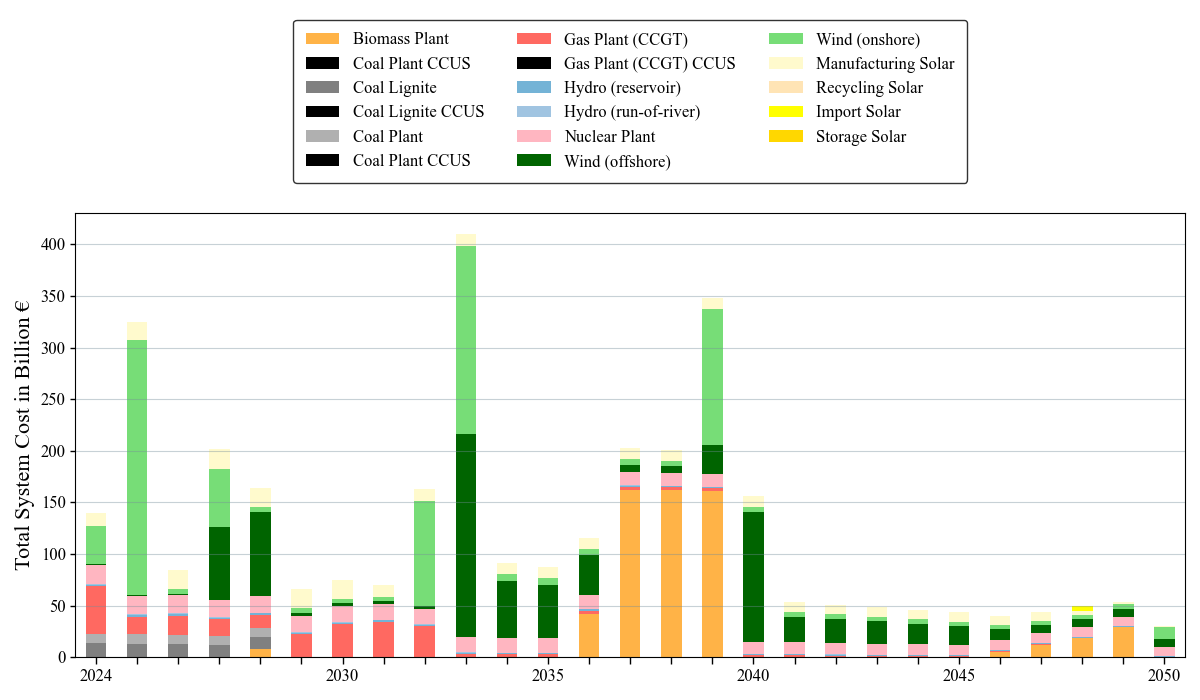 Biomass Plant
Coal Plant CCUS
Coal Lignite
Coal Lignite CCUS
Coal Plant
Coal Plant CCUS
Gas Plant (CCGT)
Gas Plant (CCGT) CCUS
Hydro (reservoir)
Hydro (run-of-river)
Nuclear Plant
Wind (offshore)
Wind (onshore)
Manufacturing Solar
Recycling Solar
Import Solar
Storage Solar
Total System Cost in Billion €
400
350
300
250
200
150
100
50
0
2024
2030
2035
2040
2045
2050